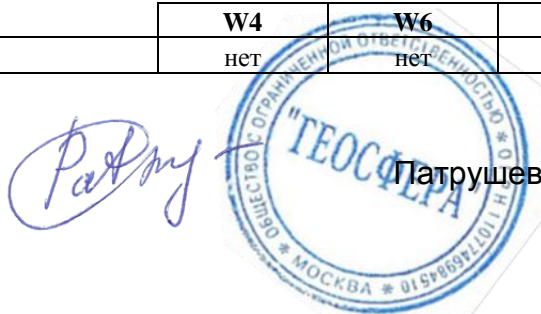 W4 W6
нет нет
ОБЩЕСТВО С ОГРАНИЧЕННОЙ ОТВЕТСТВЕННОСТЬЮ *
"ГЕОСФЕРА
Патрушев
* МОСКВА *